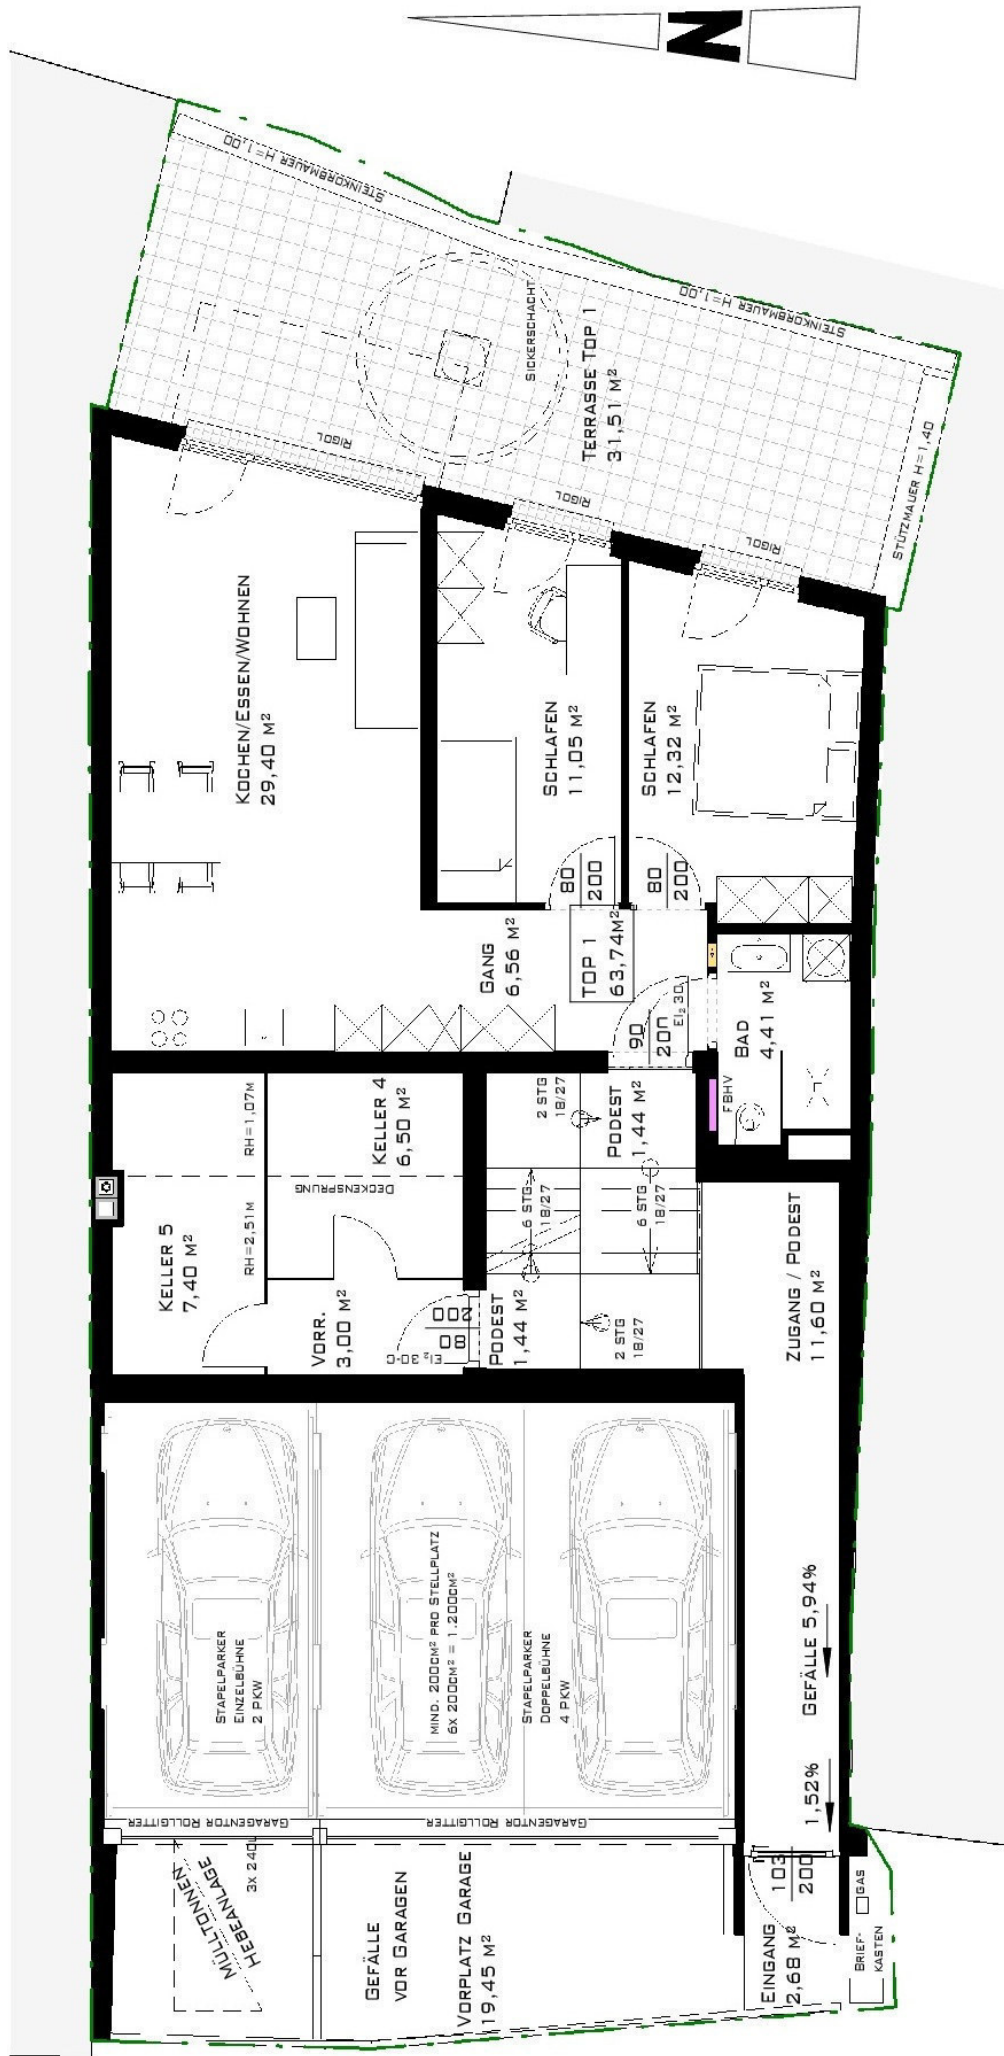 N
STEINKORBMAUER H=1,00
STEINKORBMAUER H=1,00
SICKERSCHACHT
TERRASSE TOP 1
31,51 M²
STÜTZMAUER H=1,40
RIGOL
RIGOL
RIGOL
KOCHEN/ESSEN/WOHNEN
29,40 M²
SCHLAFEN
11,05 M²
SCHLAFEN
12,32 M²
80
200
80
200
GANG
6,56 M²
TOP 1
63,74M²
90
200
EI₂ 30
BAD
4,41 M²
FBHV
KELLER 5
7,40 M²
RH=2,51M
RH=1,07M
KELLER 4
6,50 M²
DECKENSPRUNG
VORR.
3,00 M²
80
200
EI₂ 30-C
PODEST
1,44 M²
PODEST
1,44 M²
2 STG
18/27
6 STG
18/27
6 STG
18/27
2 STG
18/27
ZUGANG / PODEST
11,60 M²
STAPELPARKER
EINZELBÜHNE
2 PKW
MIND. 200CM² PRO STELLPLATZ
6X 200CM² = 1.200CM²
STAPELPARKER
DOPPELBÜHNE
4 PKW
GEFÄLLE 5,94%
1,52%
GARAGENTOR ROLLGITTER
GARAGENTOR ROLLGITTER
MÜLLTONNEN
HEBEANLAGE
3X 240L
GEFÄLLE
VOR GARAGEN
VORPLATZ GARAGE
19,45 M²
103
200
EINGANG
2,68 M²
GAS
BRIEF-
KASTEN